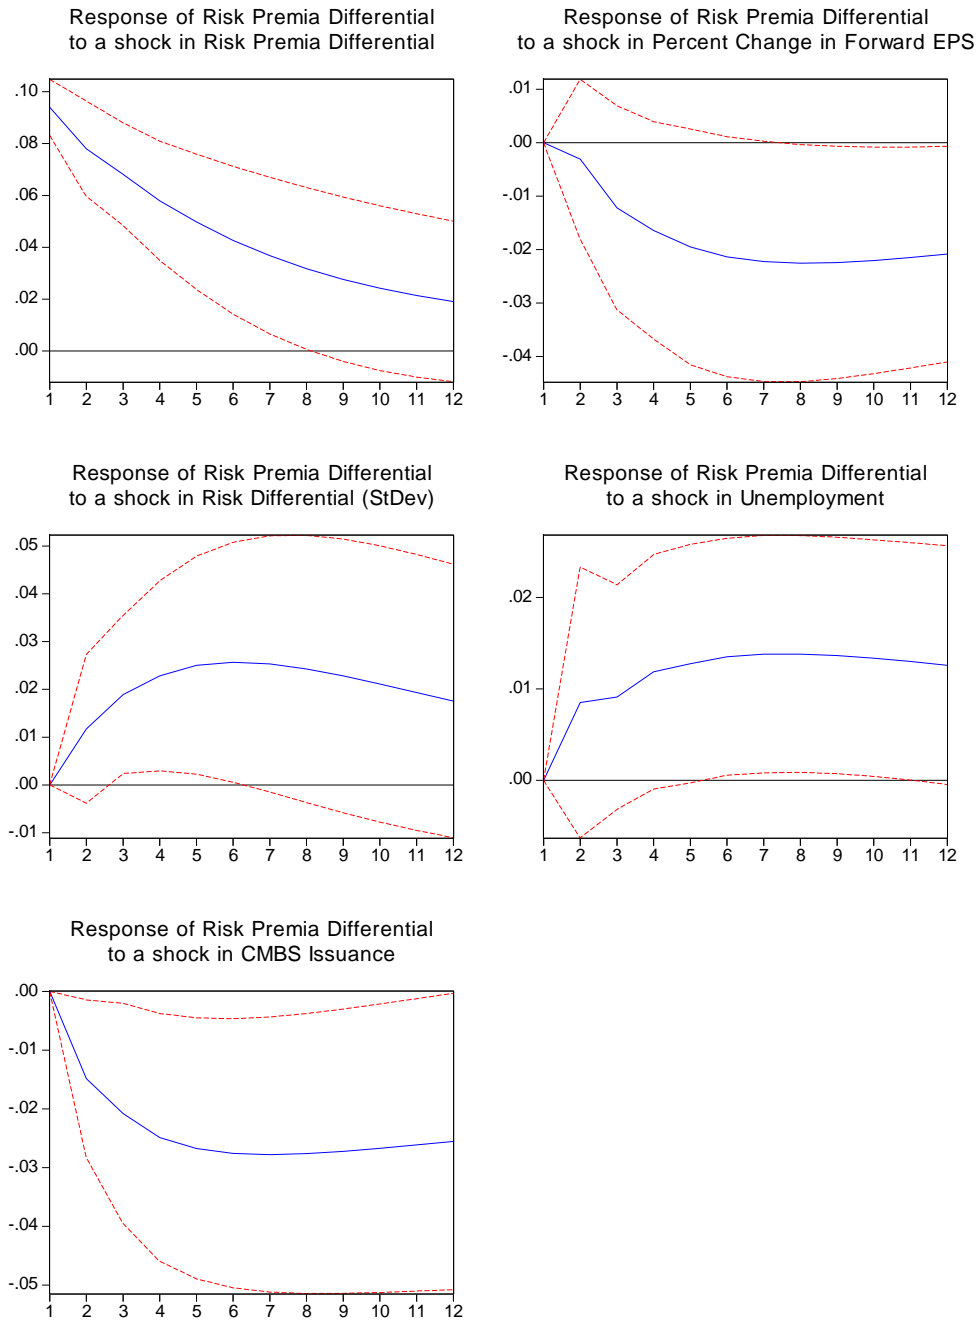 Response of Risk Premia Differential
to a shock in Risk Premia Differential
.10
.08
.06
.04
.02
.00
1 2 3 4 5 6 7 8 9 10 11 12
Response of Risk Premia Differential
to a shock in Percent Change in Forward EPS
.01
.00
-.01
-.02
-.03
-.04
1 2 3 4 5 6 7 8 9 10 11 12
Response of Risk Premia Differential
to a shock in Risk Differential (StDev)
.05
.04
.03
.02
.01
.00
-.01
1 2 3 4 5 6 7 8 9 10 11 12
Response of Risk Premia Differential
to a shock in Unemployment
.02
.01
.00
1 2 3 4 5 6 7 8 9 10 11 12
Response of Risk Premia Differential
to a shock in CMBS Issuance
.00
-.01
-.02
-.03
-.04
-.05
1 2 3 4 5 6 7 8 9 10 11 12